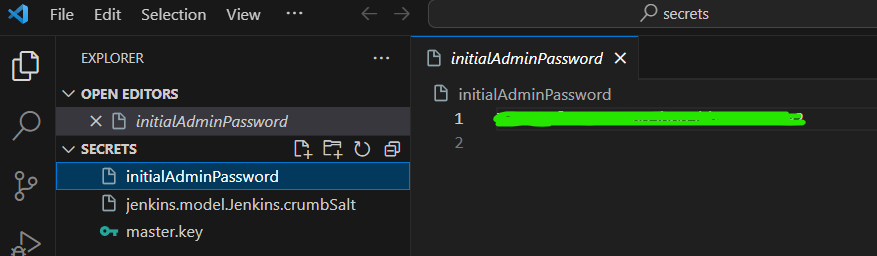 File Edit Selection View ··· secrets
EXPLORER ···
initialAdminPassword
OPEN EDITORS
initialAdminPassword
initialAdminPassword
SECRETS
1
initialAdminPassword
2
jenkins.model.Jenkins.crumbSalt
master.key